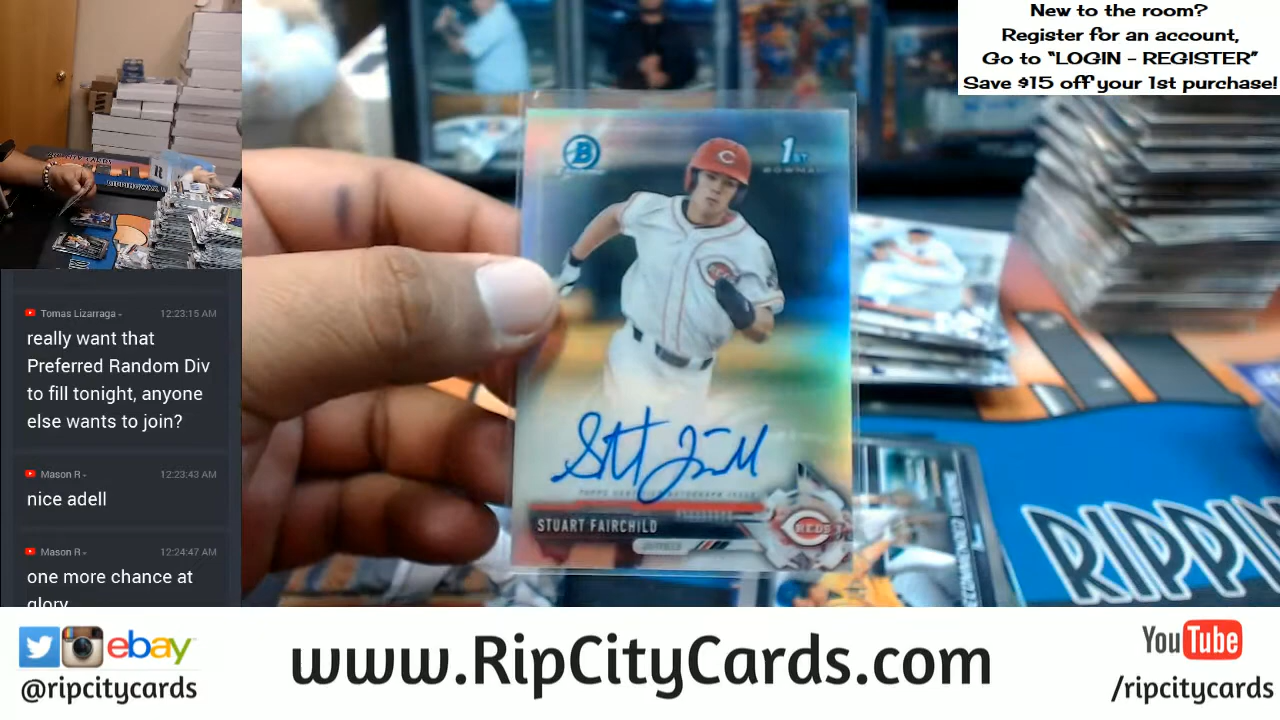 New to the room?
Register for an account,
Go to “LOGIN - REGISTER”
Save $15 off your 1st purchase!
B
C
1ST
BOWMAN
REDS
STUART FAIRCHILD
REDS
RIPPIN
Tomas Lizarraga 12:23:15 AM
really want that
Preferred Random Div
to fill tonight, anyone
else wants to join?
Mason R 12:23:43 AM
nice adell
Mason R 12:24:47 AM
one more chance at
glory
ebay
@ripcitycards
www.RipCityCards.com
YouTube
/ripcitycards